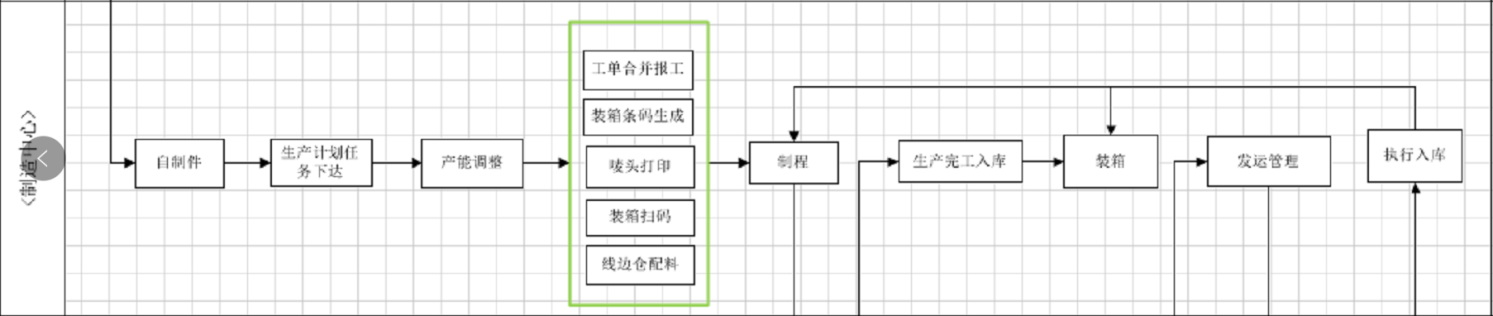 <制造中心>
自制件
生产计划任
务下达
产能调整
工单合并报工
装箱条码生成
唛头打印
装箱扫码
线边仓配料
制程
生产完工入库
装箱
发运管理
执行入库